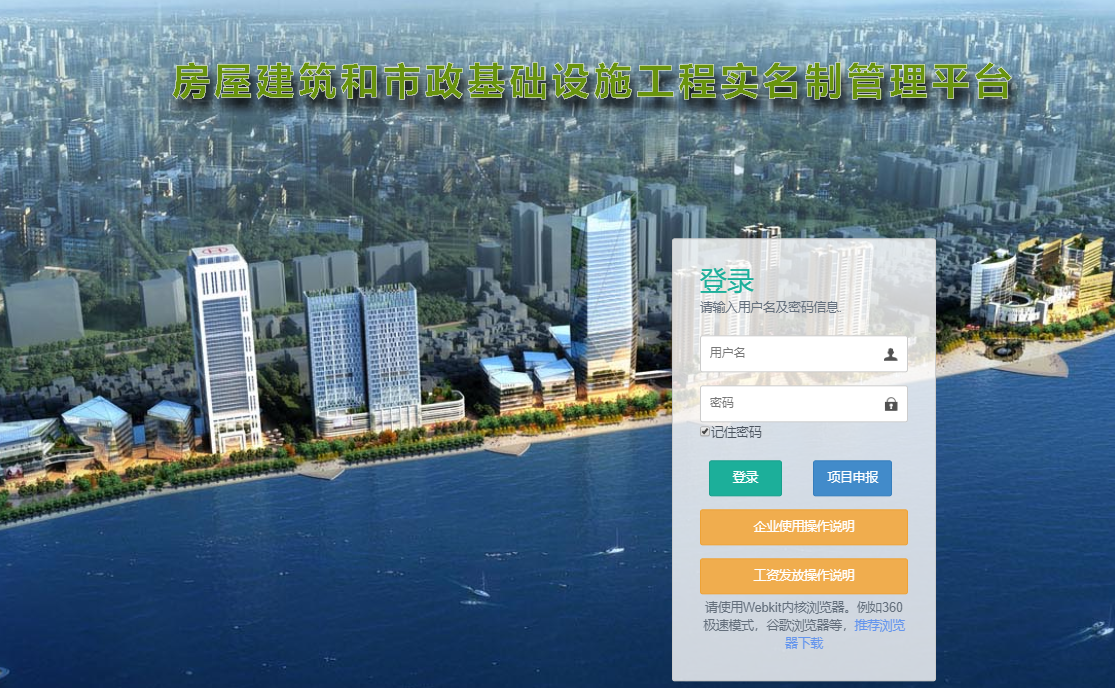 房屋建筑和市政基础设施工程实名制管理平台
登录
请输入用户名及密码信息.
用户名
密码
记住密码
登录
项目申报
企业使用操作说明
工资发放操作说明
请使用Webkit内核浏览器。例如360
极速模式，谷歌浏览器等，推荐浏览
器下载